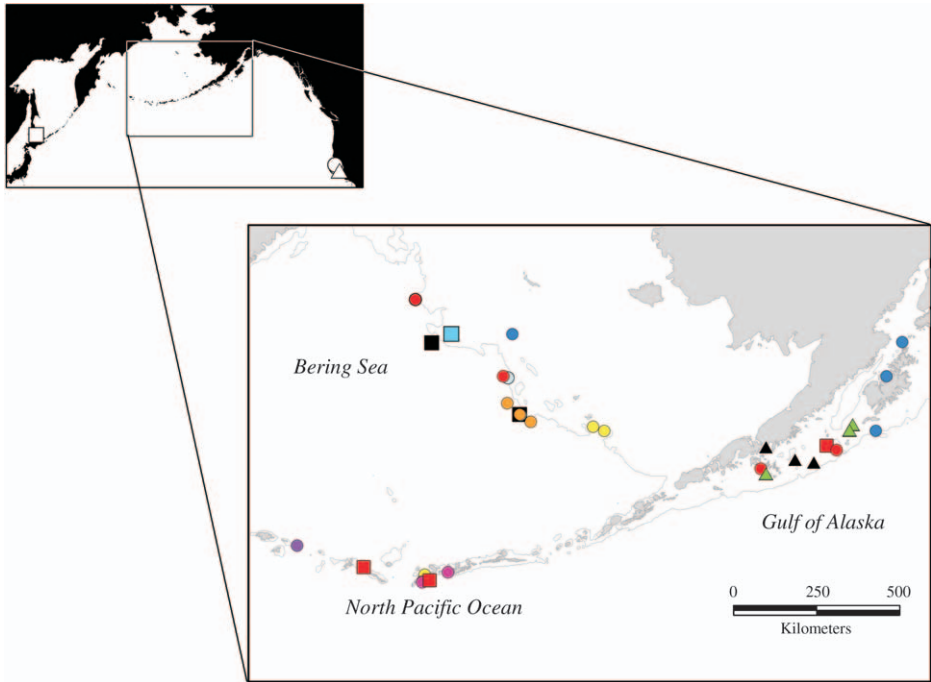 Bering Sea
Gulf of Alaska
North Pacific Ocean
0 250 500
Kilometers